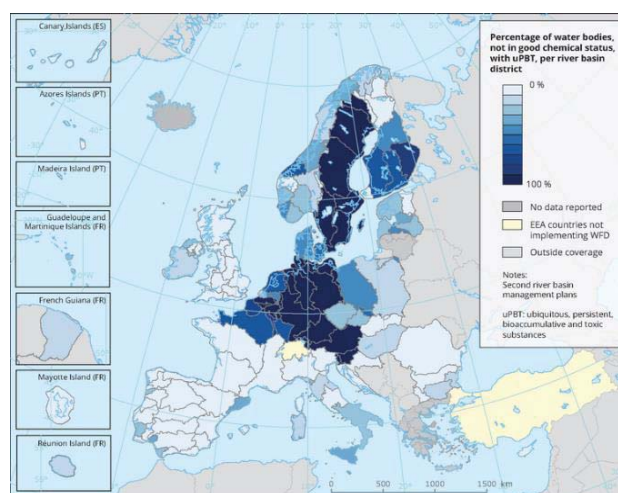 Canary Islands (ES)
Azores Islands (PT)
Madeira Island (PT)
Guadeloupe and
Martinique Islands (FR)
French Guiana (FR)
Mayotte Island (FR)
Réunion Island (FR)
Percentage of water bodies,
not in good chemical status,
with uPBT, per river basin
district
0 %
100 %
No data reported
EEA countries not
implementing WFD
Outside coverage
Notes:
Second river basin
management plans
uPBT: ubiquitous, persistent,
bioaccumulative and toxic
substances
0 500 1000 1500 km